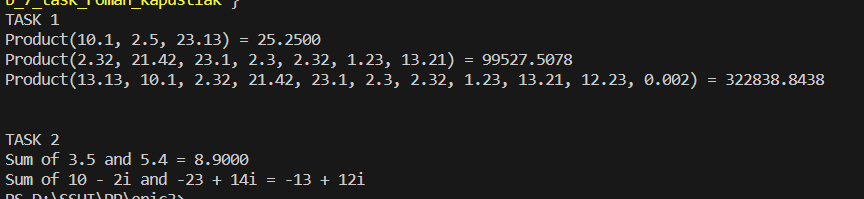 D_7_task_roman_kapustiak }
TASK 1
Product(10.1, 2.5, 23.13) = 25.2500
Product(2.32, 21.42, 23.1, 2.3, 2.32, 1.23, 13.21) = 99527.5078
Product(13.13, 10.1, 2.32, 21.42, 23.1, 2.3, 2.32, 1.23, 13.21, 12.23, 0.002) = 322838.8438
TASK 2
Sum of 3.5 and 5.4 = 8.9000
Sum of 10 - 2i and -23 + 14i = -13 + 12i
PS D:\SSUT\PP\epic2>